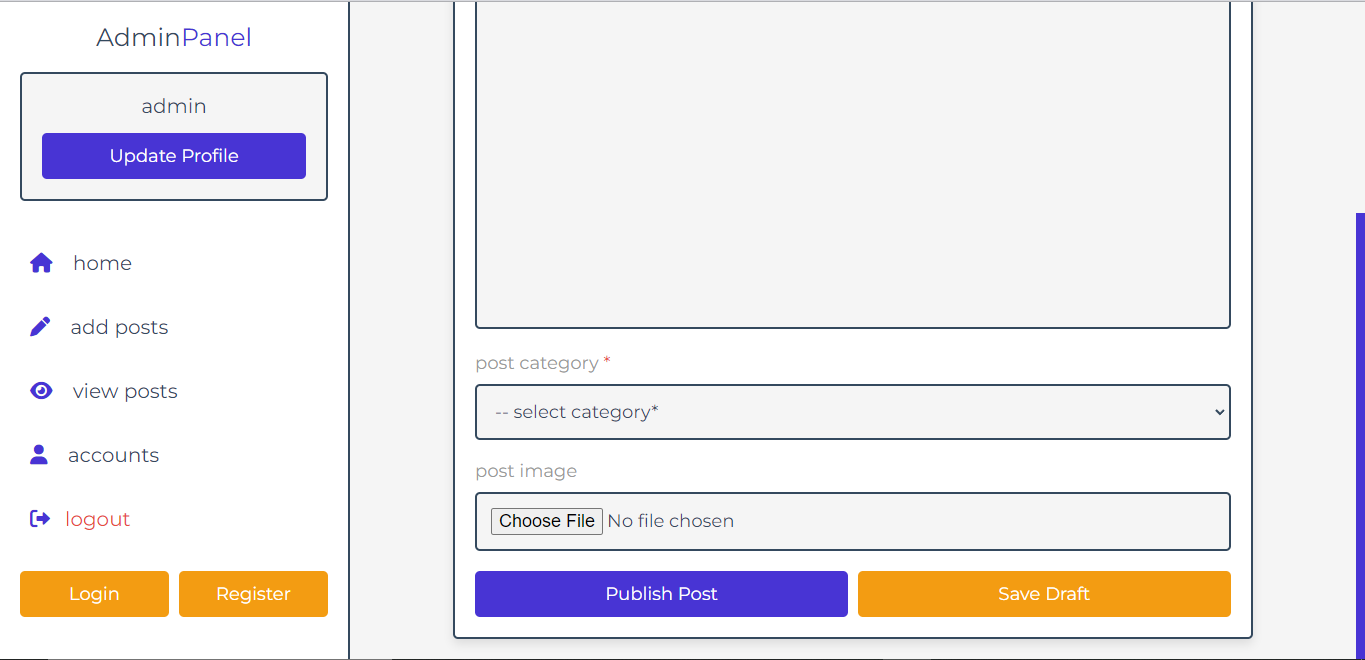 AdminPanel
admin
Update Profile
home
add posts
view posts
accounts
logout
Login
Register
post category *
-- select category*
post image
Choose File No file chosen
Publish Post
Save Draft